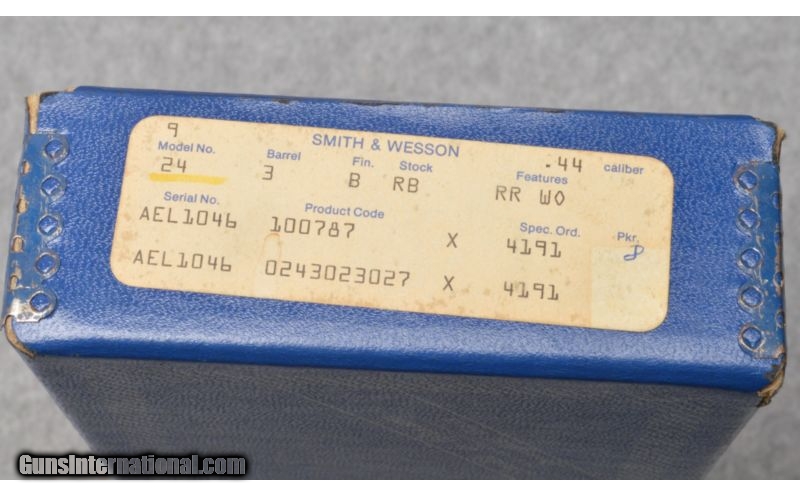 9
SMITH & WESSON
Model No. Barrel Fin. Stock Features .44 caliber
24 3 B RB RR WO
Serial No. Product Code Spec. Ord. Pkr.
AEL1046 100787 X 4191 8
AEL1046 0243023027 X 4191
GunsInternational.com